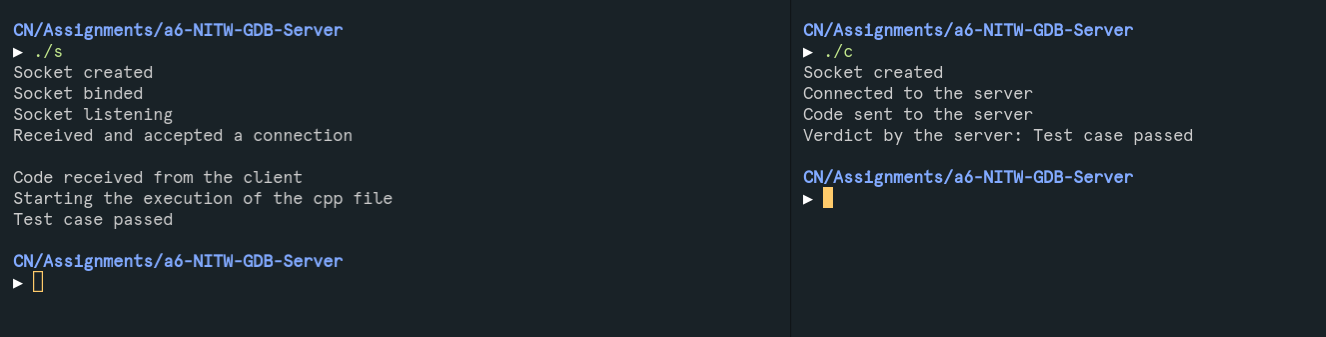 CN/Assignments/a6-NITW-GDB-Server
▶ ./s
Socket created
Socket binded
Socket listening
Received and accepted a connection
Code received from the client
Starting the execution of the cpp file
Test case passed
CN/Assignments/a6-NITW-GDB-Server
▶
CN/Assignments/a6-NITW-GDB-Server
▶ ./c
Socket created
Connected to the server
Code sent to the server
Verdict by the server: Test case passed
CN/Assignments/a6-NITW-GDB-Server
▶